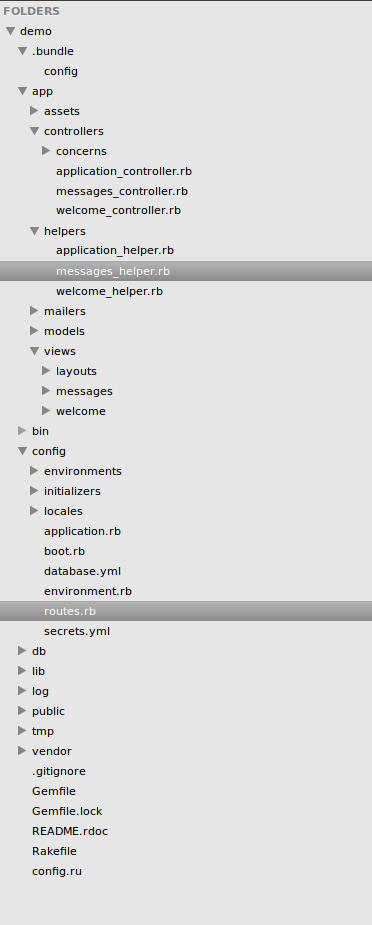 FOLDERS
demo
.bundle
config
app
assets
controllers
concerns
application_controller.rb
messages_controller.rb
welcome_controller.rb
helpers
application_helper.rb
messages_helper.rb
welcome_helper.rb
mailers
models
views
layouts
messages
welcome
bin
config
environments
initializers
locales
application.rb
boot.rb
database.yml
environment.rb
routes.rb
secrets.yml
db
lib
log
public
tmp
vendor
.gitignore
Gemfile
Gemfile.lock
README.rdoc
Rakefile
config.ru